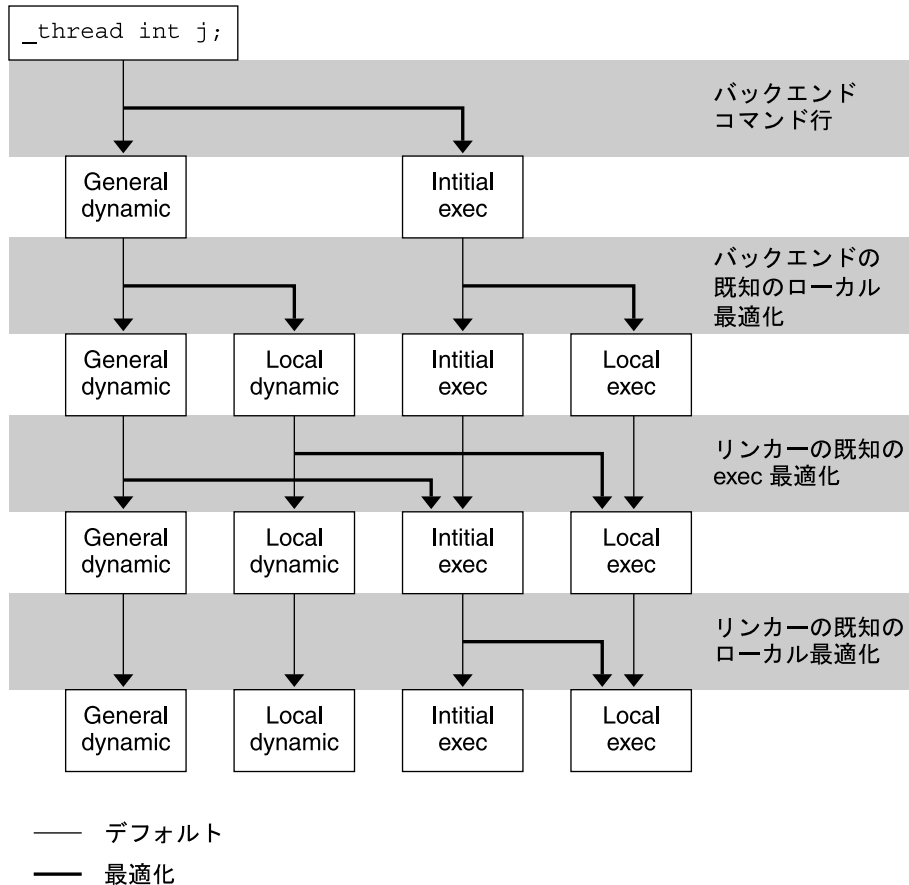 _thread int j;
バックエンド
コマンド行
General
dynamic
Intitial
exec
バックエンドの
既知のローカル
最適化
General
dynamic
Local
dynamic
Intitial
exec
Local
exec
リンカーの既知の
exec 最適化
General
dynamic
Local
dynamic
Intitial
exec
Local
exec
リンカーの既知の
ローカル最適化
General
dynamic
Local
dynamic
Intitial
exec
Local
exec
デフォルト
最適化